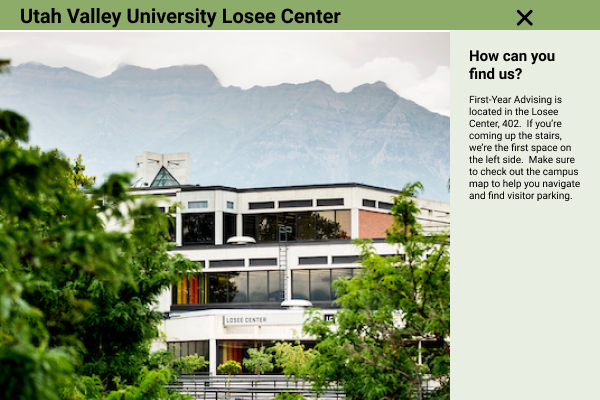 Utah Valley University Losee Center
How can you
find us?
First-Year Advising is
located in the Losee
Center, 402.  If you're
coming up the stairs,
we're the first space on
the left side.  Make sure
to check out the campus
map to help you navigate
and find visitor parking.
LOSEE CENTER